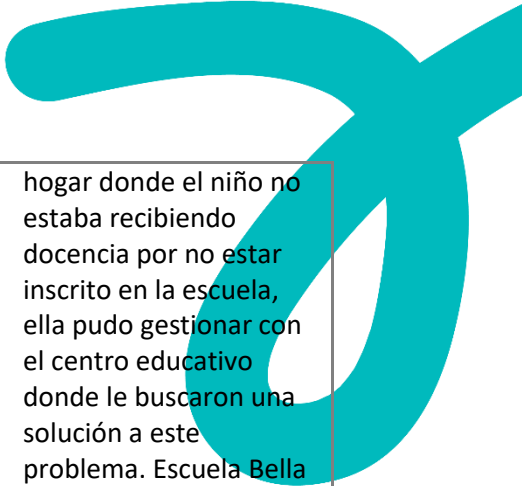 hogar donde el niño no
estaba recibiendo
docencia por no estar
inscrito en la escuela,
ella pudo gestionar con
el centro educativo
donde le buscaron una
solución a este
problema. Escuela Bella